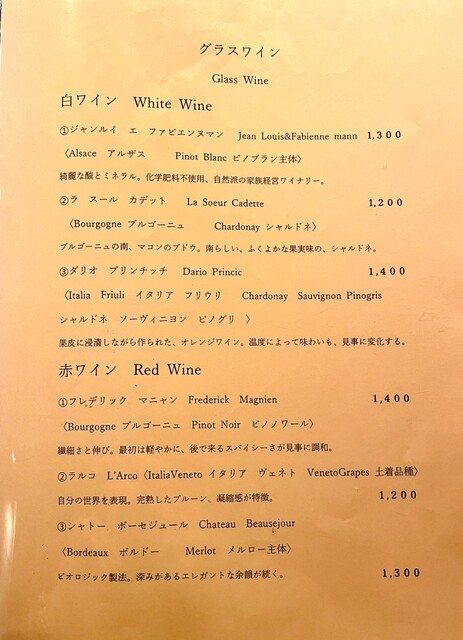 グラスワイン
Glass Wine
白ワイン White Wine
①ジャンルイ エ ファビエンヌマン Jean Louis&Fabienne mann 1,300
〈Alsace アルザス Pinot Blanc ピノブラン主体〉
綺麗な酸とミネラル。化学肥料不使用、自然派の家族経営ワイナリー。
②ラ スール カデット La Soeur Cadette 1,200
〈Bourgogne ブルゴーニュ Chardonay シャルドネ〉
ブルゴーニュの南、マコンのブドウ。南らしい、ふくよかな果実味の、シャルドネ。
③ダリオ プリンチッチ Dario Princic 1,400
〈Italia Friuli イタリア フリウリ Chardonay Sauvignon Pinogris
シャルドネ ソーヴィニヨン ピノグリ 〉
果皮に浸漬しながら作られた、オレンジワイン。温度によって味わいも、見事に変化する。
赤ワイン Red Wine
①フレデリック マニャン Frederick Magnien 1,400
〈Bourgogne ブルゴーニュ Pinot Noir ピノノワール〉
繊細さと伸び。最初は軽やかに、後で来るスパイシーさが見事に調和。
②ラルコ L'Arco〈ItaliaVeneto イタリア ヴェネト VenetoGrapes 土着品種〉
自分の世界を表現。完熟したプルーン、凝縮感が特徴。 1,200
③シャトー ボーセジュール Chateau Beausejour
〈Bordeaux ボルドー Merlot メルロー主体〉
ビオロジック製法。深みがあるエレガントな余韻が続く。 1,300